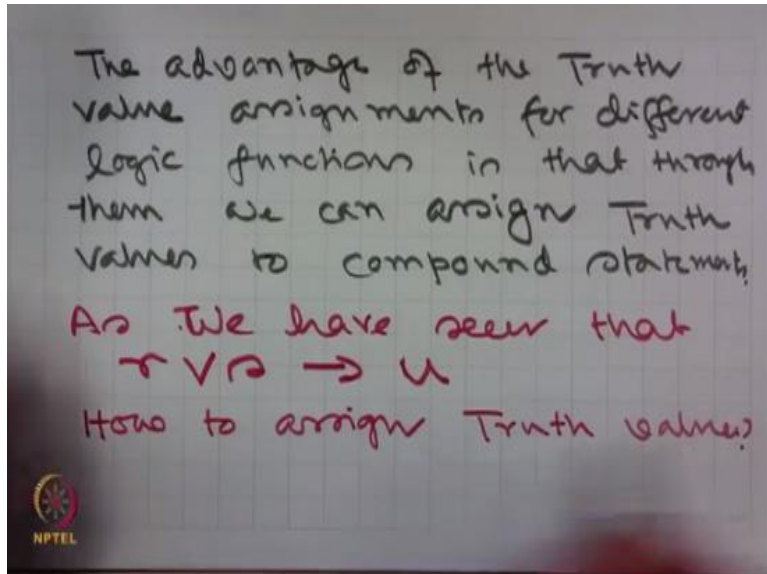 The advantage of the Truth
value assignments for different
logic functions is that through
them we can assign Truth
values to compound statements.
As We have seen that
r ∨ s → u
How to assign Truth values?
NPTEL